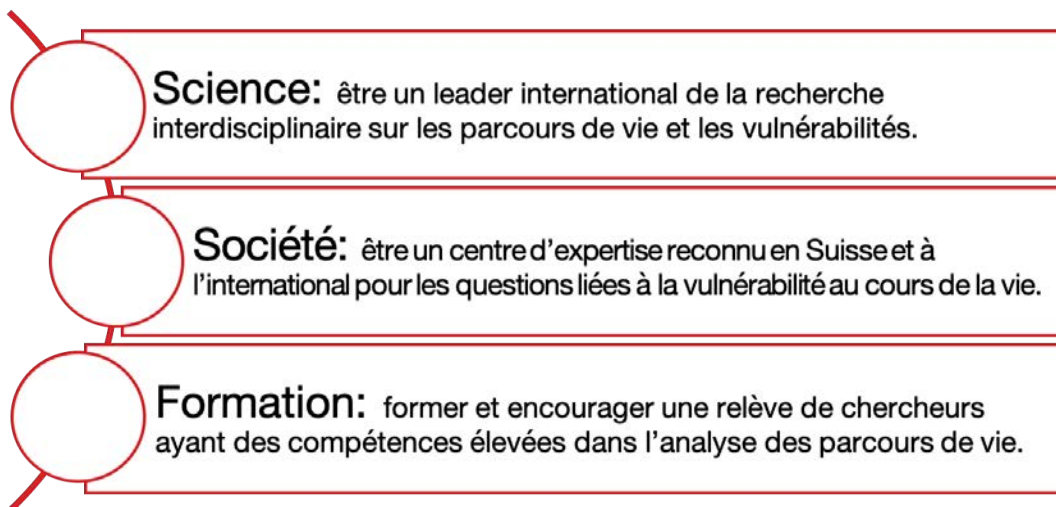 Science: être un leader international de la recherche
interdisciplinaire sur les parcours de vie et les vulnérabilités.
Société: être un centre d’expertise reconnu en Suisse et à
l’international pour les questions liées à la vulnérabilité au cours de la vie.
Formation: former et encourager une relève de chercheurs
ayant des compétences élevées dans l’analyse des parcours de vie.